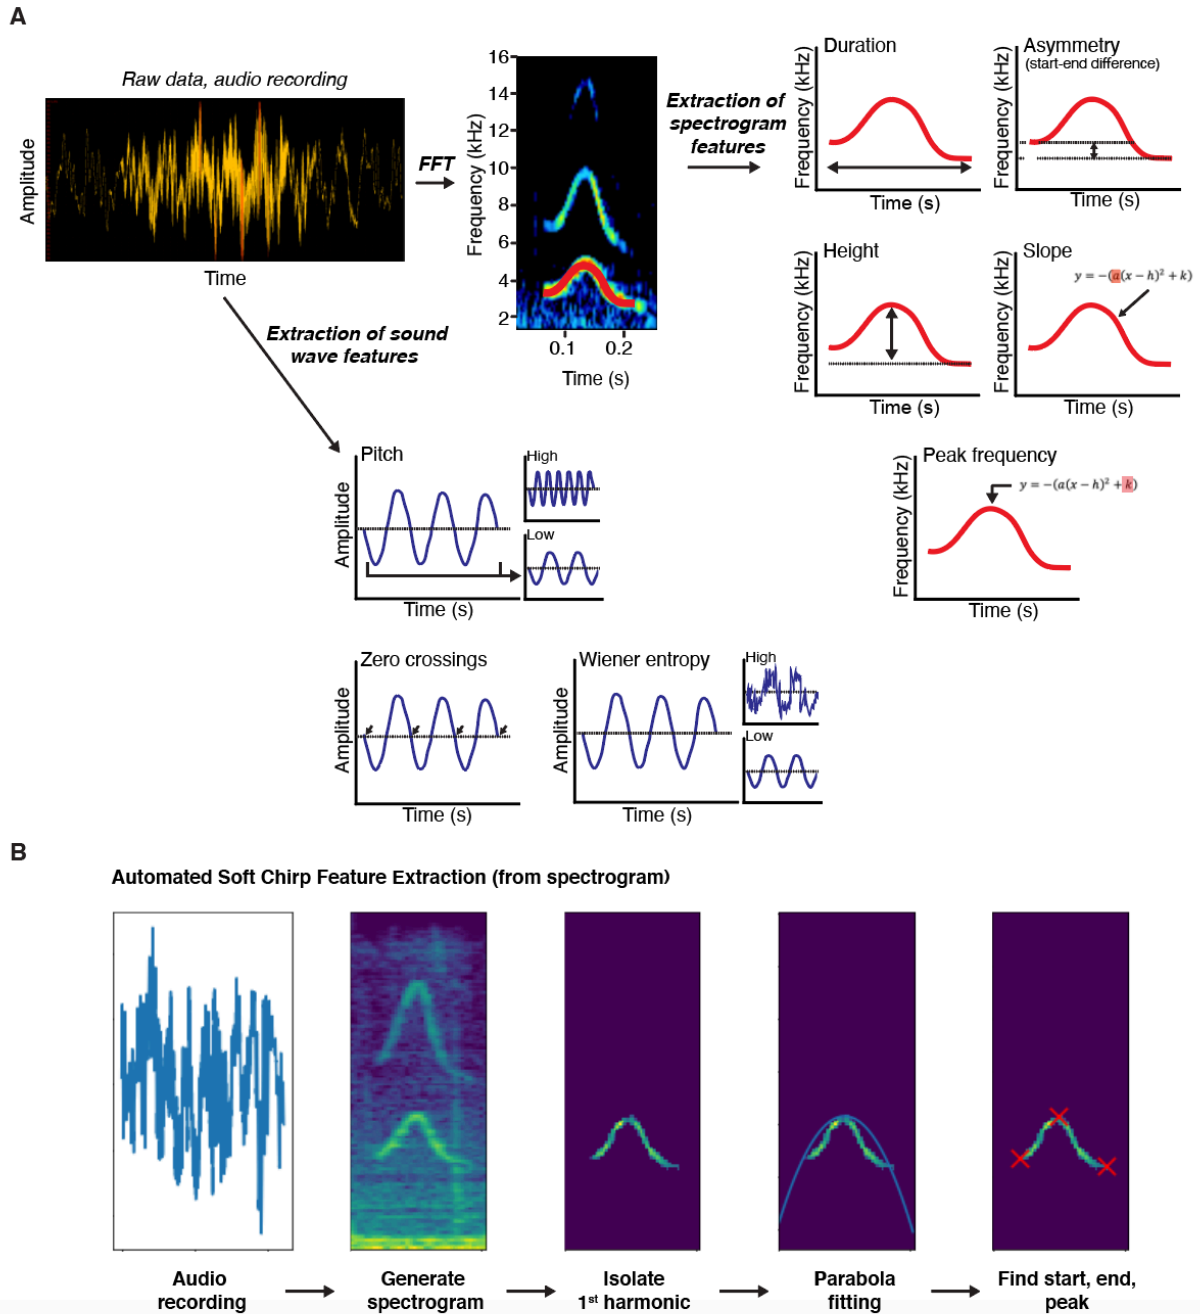 A
Raw data, audio recording
Amplitude
Time
FFT
Frequency (kHz)
16
14
12
10
8
6
4
2
0.1
0.2
Time (s)
Extraction of
spectrogram
features
Duration
Frequency (kHz)
Time (s)
Asymmetry
(start-end difference)
Frequency (kHz)
Time (s)
Height
Frequency (kHz)
Time (s)
Slope
y = −(a(x − h)² + k)
Frequency (kHz)
Time (s)
Peak frequency
y = −(a(x − h)² + k)
Frequency (kHz)
Time (s)
Extraction of sound
wave features
Pitch
Amplitude
Time (s)
High
Low
Zero crossings
Amplitude
Time (s)
Wiener entropy
Amplitude
Time (s)
High
Low
B
Automated Soft Chirp Feature Extraction (from spectrogram)
Audio
recording
Generate
spectrogram
Isolate
1st harmonic
Parabola
fitting
Find start, end,
peak